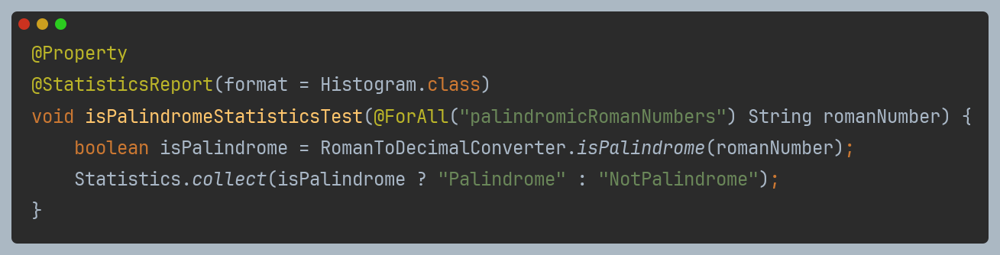 @Property
@StatisticsReport(format = Histogram.class)
void isPalindromeStatisticsTest(@ForAll("palindromicRomanNumbers") String romanNumber) {
    boolean isPalindrome = RomanToDecimalConverter.isPalindrome(romanNumber);
    Statistics.collect(isPalindrome ? "Palindrome" : "NotPalindrome");
}